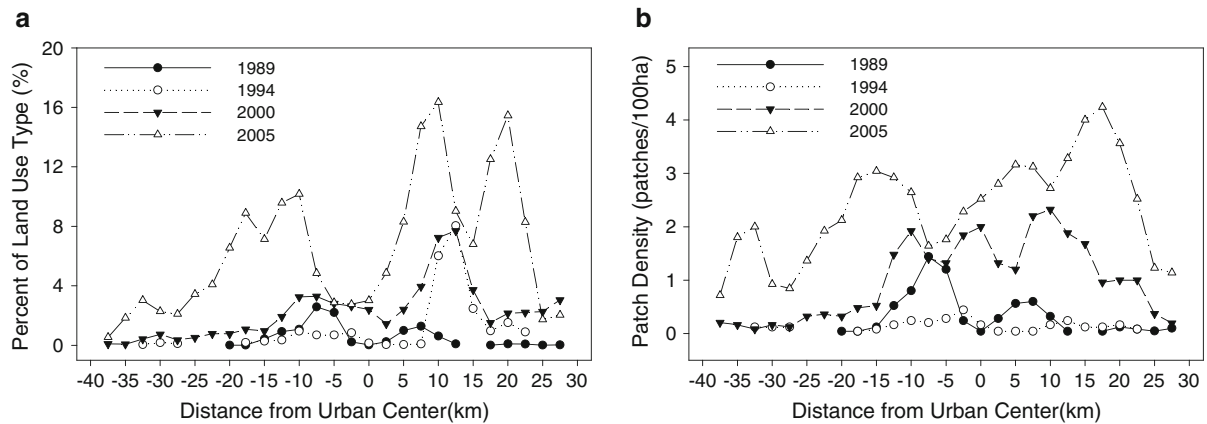 a
20
16
12
8
4
0
Percent of Land Use Type (%)
1989
1994
2000
2005
-40 -35 -30 -25 -20 -15 -10 -5 0 5 10 15 20 25 30
Distance from Urban Center(km)
b
5
4
3
2
1
0
Patch Density (patches/100ha)
1989
1994
2000
2005
-40 -35 -30 -25 -20 -15 -10 -5 0 5 10 15 20 25 30
Distance from Urban Center(km)